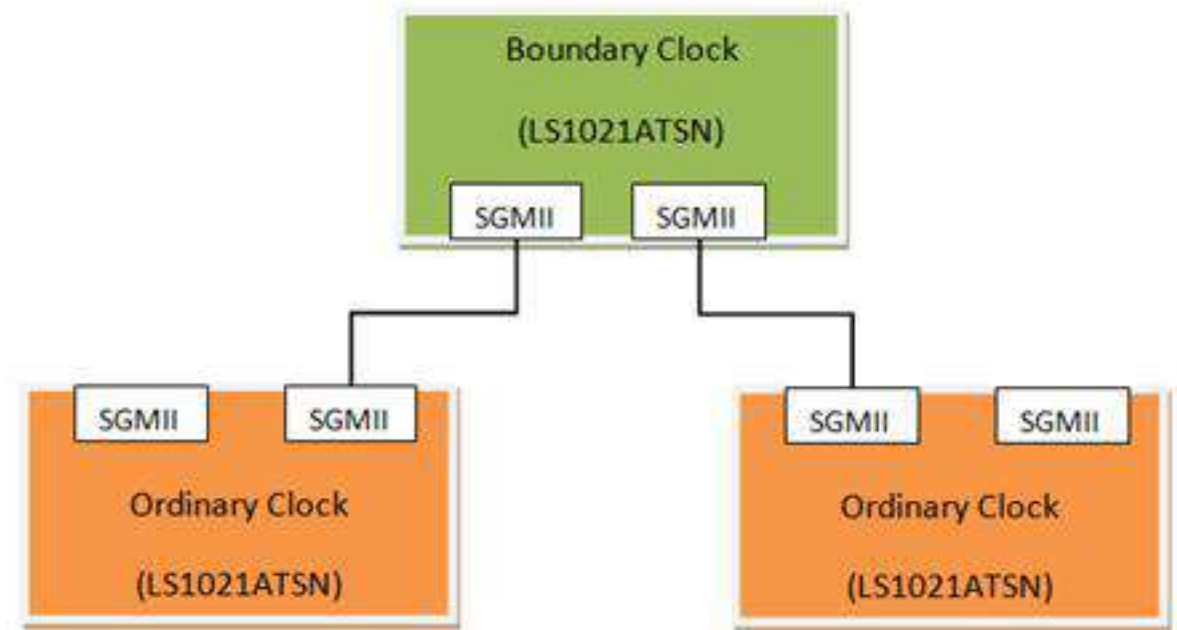 Boundary Clock
(LS1021ATSN)
SGMII
SGMII
SGMII
SGMII
Ordinary Clock
(LS1021ATSN)
SGMII
SGMII
Ordinary Clock
(LS1021ATSN)